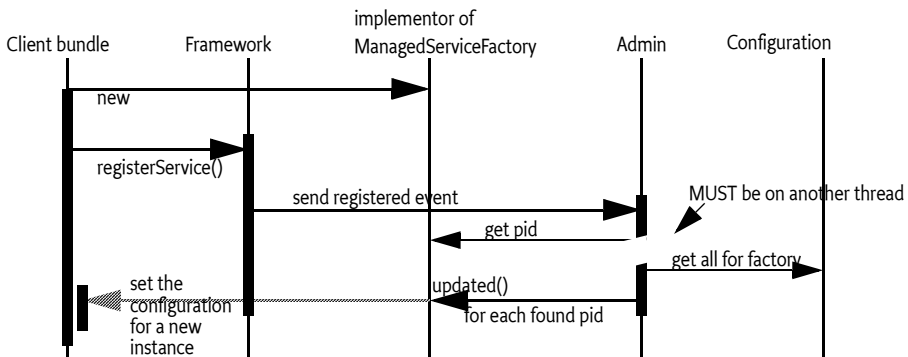 implementor of
Client bundle
Framework
ManagedServiceFactory
Admin
Configuration
new
registerService()
send registered event
MUST be on another thread
get pid
get all for factory
set the
configuration
for a new
instance
updated()
for each found pid